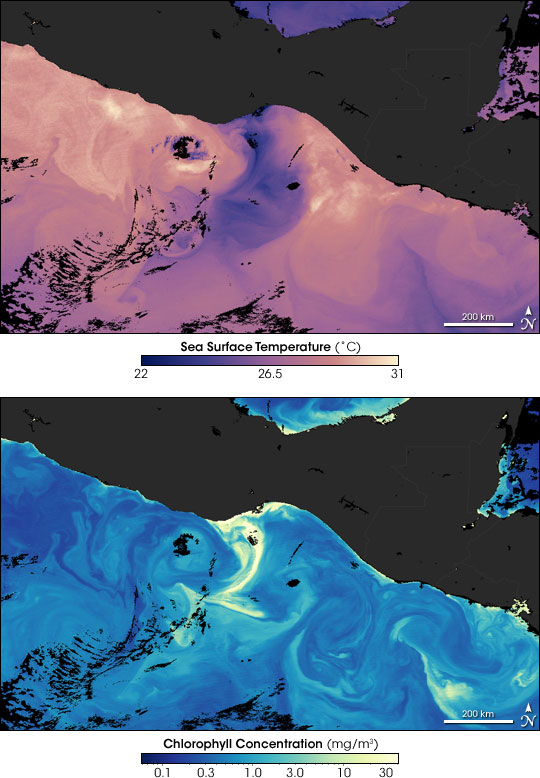 200 km
N
Sea Surface Temperature (˚C)
22 26.5 31
200 km
N
Chlorophyll Concentration (mg/m³)
0.1 0.3 1.0 3.0 10 30